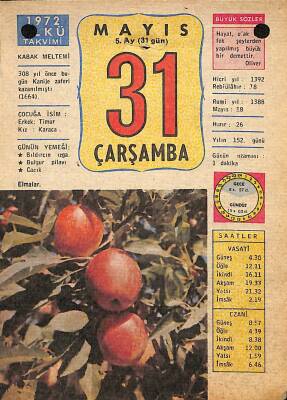 1972
TAKVİMİ
KABAK MELTEMİ
308 yıl önce bu-
gün Kanije zaferi
kazanılmıştı
(1664).
ÇOCUĞA İSİM :
Erkek: Timur
Kız : Karaca
GÜNÜN YEMEĞİ:
★ Bıldırcın ızga.
★ Bulgur pilavı
★ Cacık
Elmalar.
MAYIS
5. Ay (31 gün)
31
ÇARŞAMBA
BÜYÜK SÖZLER
Hayat, ufak te-
fek şeylerden
yapılmış büyük
bir demettir.
Oliver
Hicri yıl : 1392
Rebiülâhır : 18
Rumi yıl : 1388
Mayıs : 18
Hızır : 26
Yılın 152. günü
Günün uzaması:
dakika
GECE
GÜNDÜZ
SAATLER
VASATİ
Güneş 4.30
Öğle 12.11
İkindi 16.11
Akşam 19.33
Yatsı 21.32
İmsâk 2.19
EZANİ
Güneş 8.57
Öğle 4.39
İkindi 8.38
Akşam 12.00
Yatsı 1.59
İmsâk 6.46